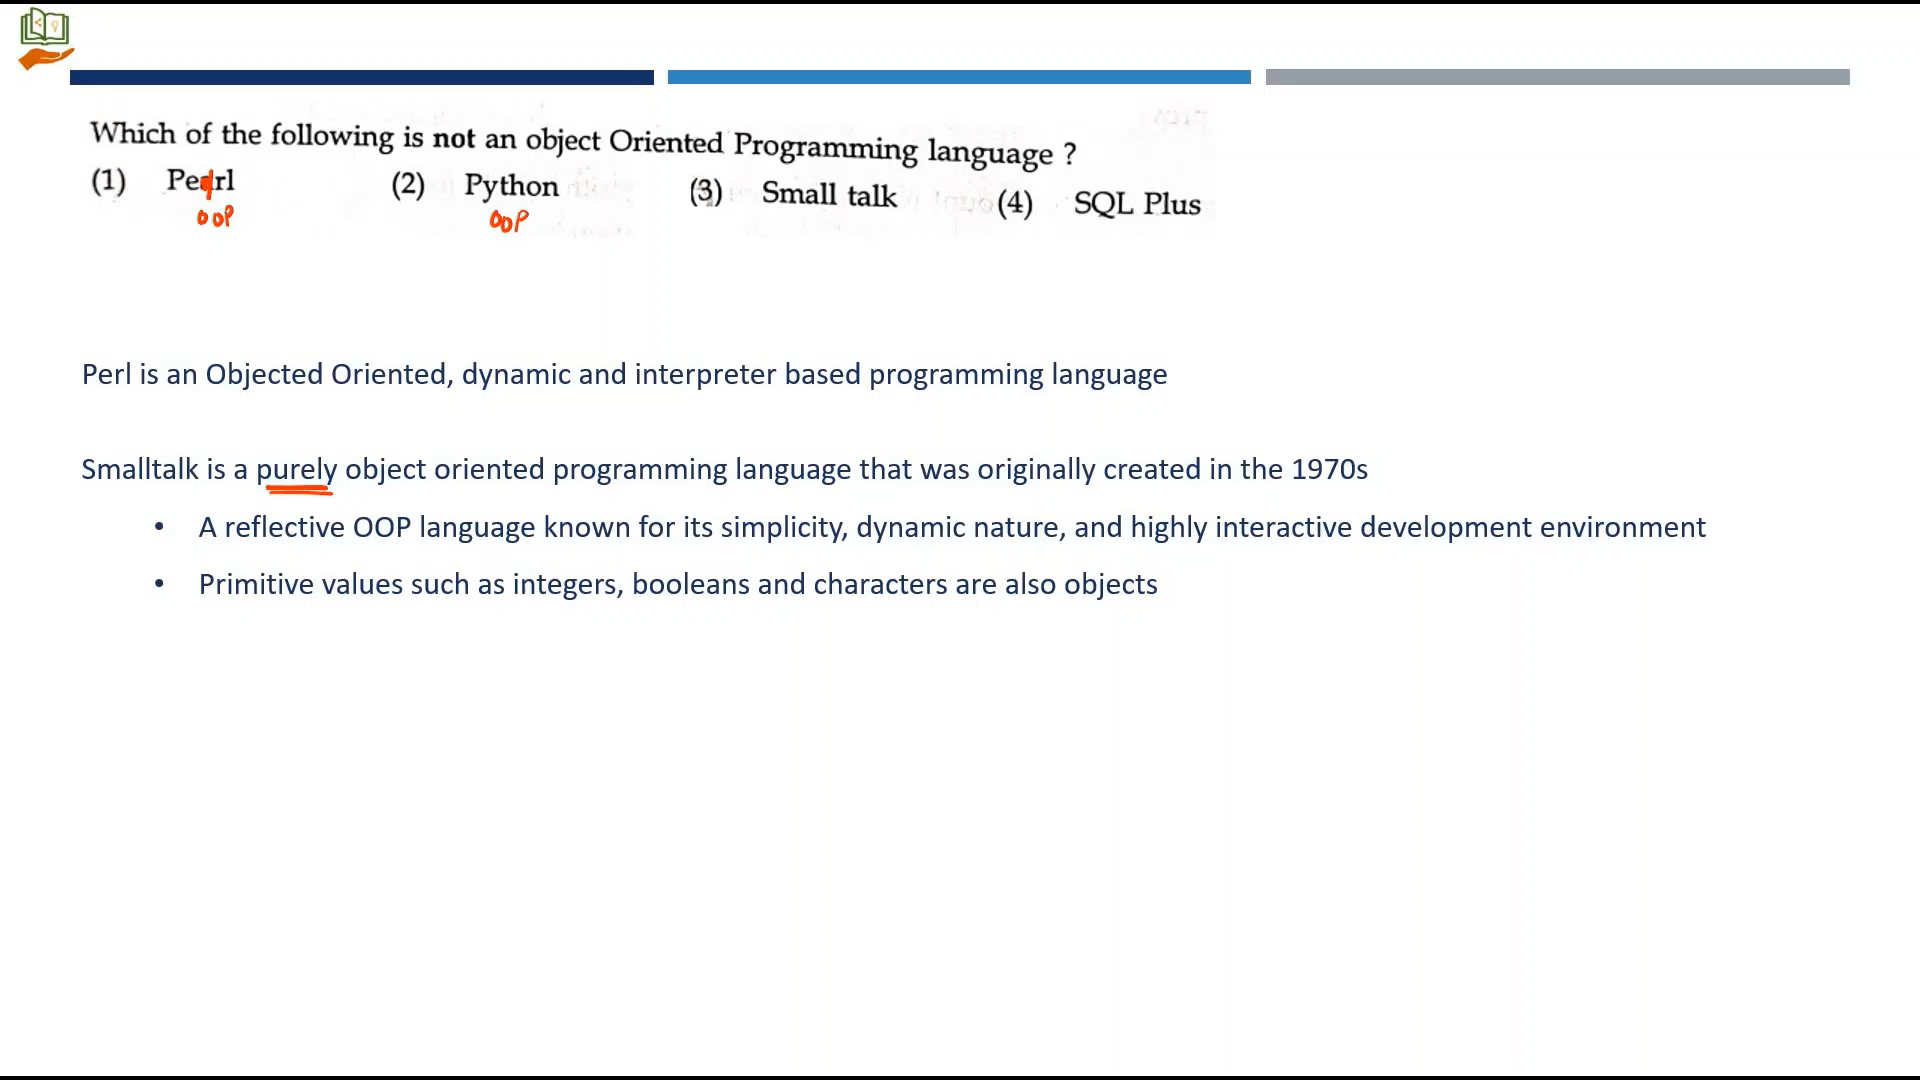 Which of the following is not an object Oriented Programming language ?
(1) Pearl (2) Python (3) Small talk (4) SQL Plus
OOP OOP
Perl is an Objected Oriented, dynamic and interpreter based programming language
Smalltalk is a purely object oriented programming language that was originally created in the 1970s
• A reflective OOP language known for its simplicity, dynamic nature, and highly interactive development environment
• Primitive values such as integers, booleans and characters are also objects